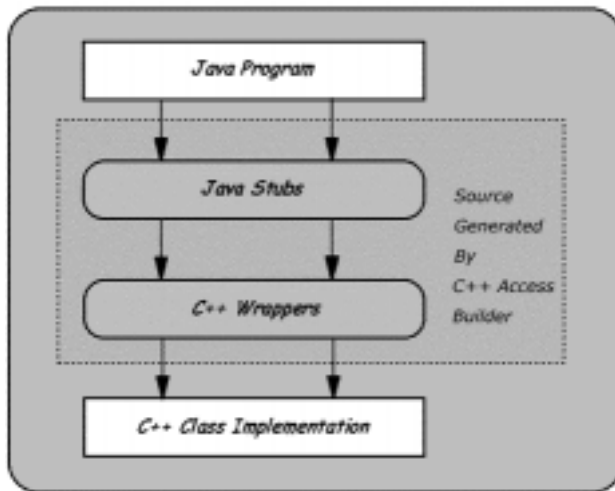 Java Program
Java Stubs
Source
Generated
By
C++ Access
Builder
C++ Wrappers
C++ Class Implementation